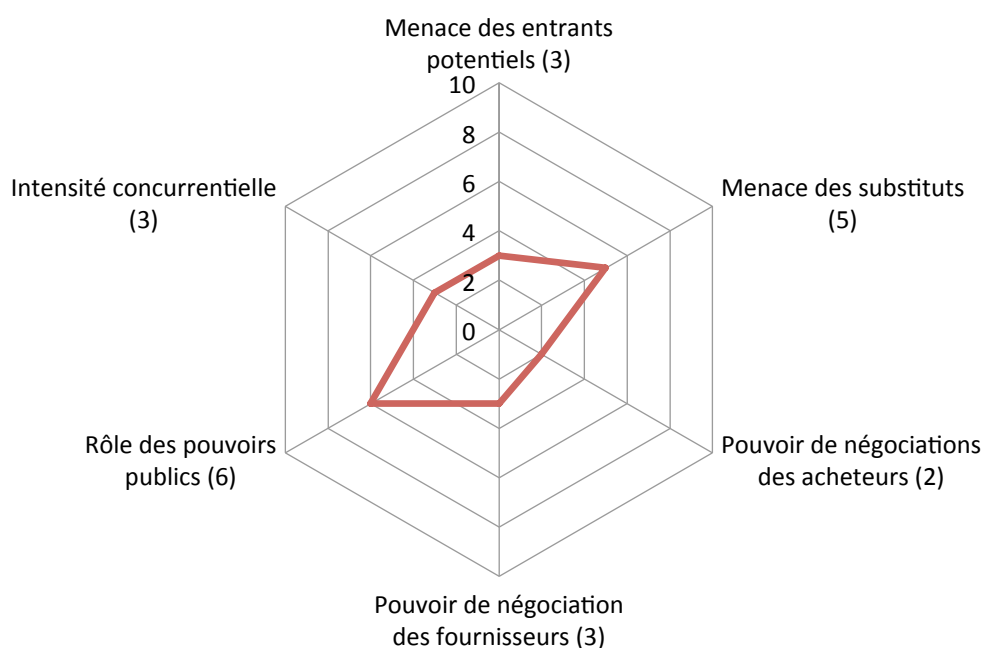 Menace des entrants
potentiels (3)
10
8
6
4
2
0
Menace des substituts
(5)
Pouvoir de négociations
des acheteurs (2)
Pouvoir de négociation
des fournisseurs (3)
Rôle des pouvoirs
publics (6)
Intensité concurrentielle
(3)